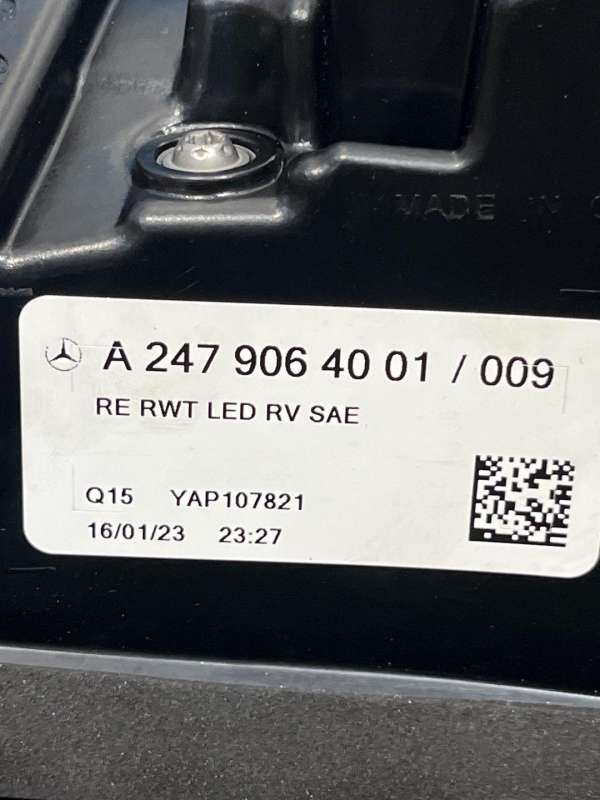 MADE IN
A 247 906 40 01 / 009
RE RWT LED RV SAE
Q15 YAP107821
16/01/23 23:27